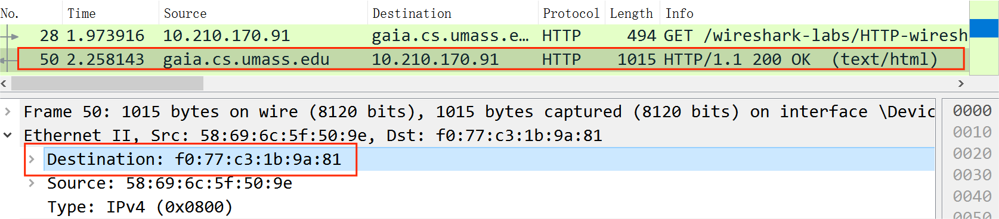 No. Time Source Destination Protocol Length Info
28 1.973916 10.210.170.91 gaia.cs.umass.e… HTTP 494 GET /wireshark-labs/HTTP-wiresh
50 2.258143 gaia.cs.umass.edu 10.210.170.91 HTTP 1015 HTTP/1.1 200 OK (text/html)
Frame 50: 1015 bytes on wire (8120 bits), 1015 bytes captured (8120 bits) on interface \Devic
Ethernet II, Src: 58:69:6c:5f:50:9e, Dst: f0:77:c3:1b:9a:81
Destination: f0:77:c3:1b:9a:81
Source: 58:69:6c:5f:50:9e
Type: IPv4 (0x0800)
0000
0010
0020
0030
0040
0050